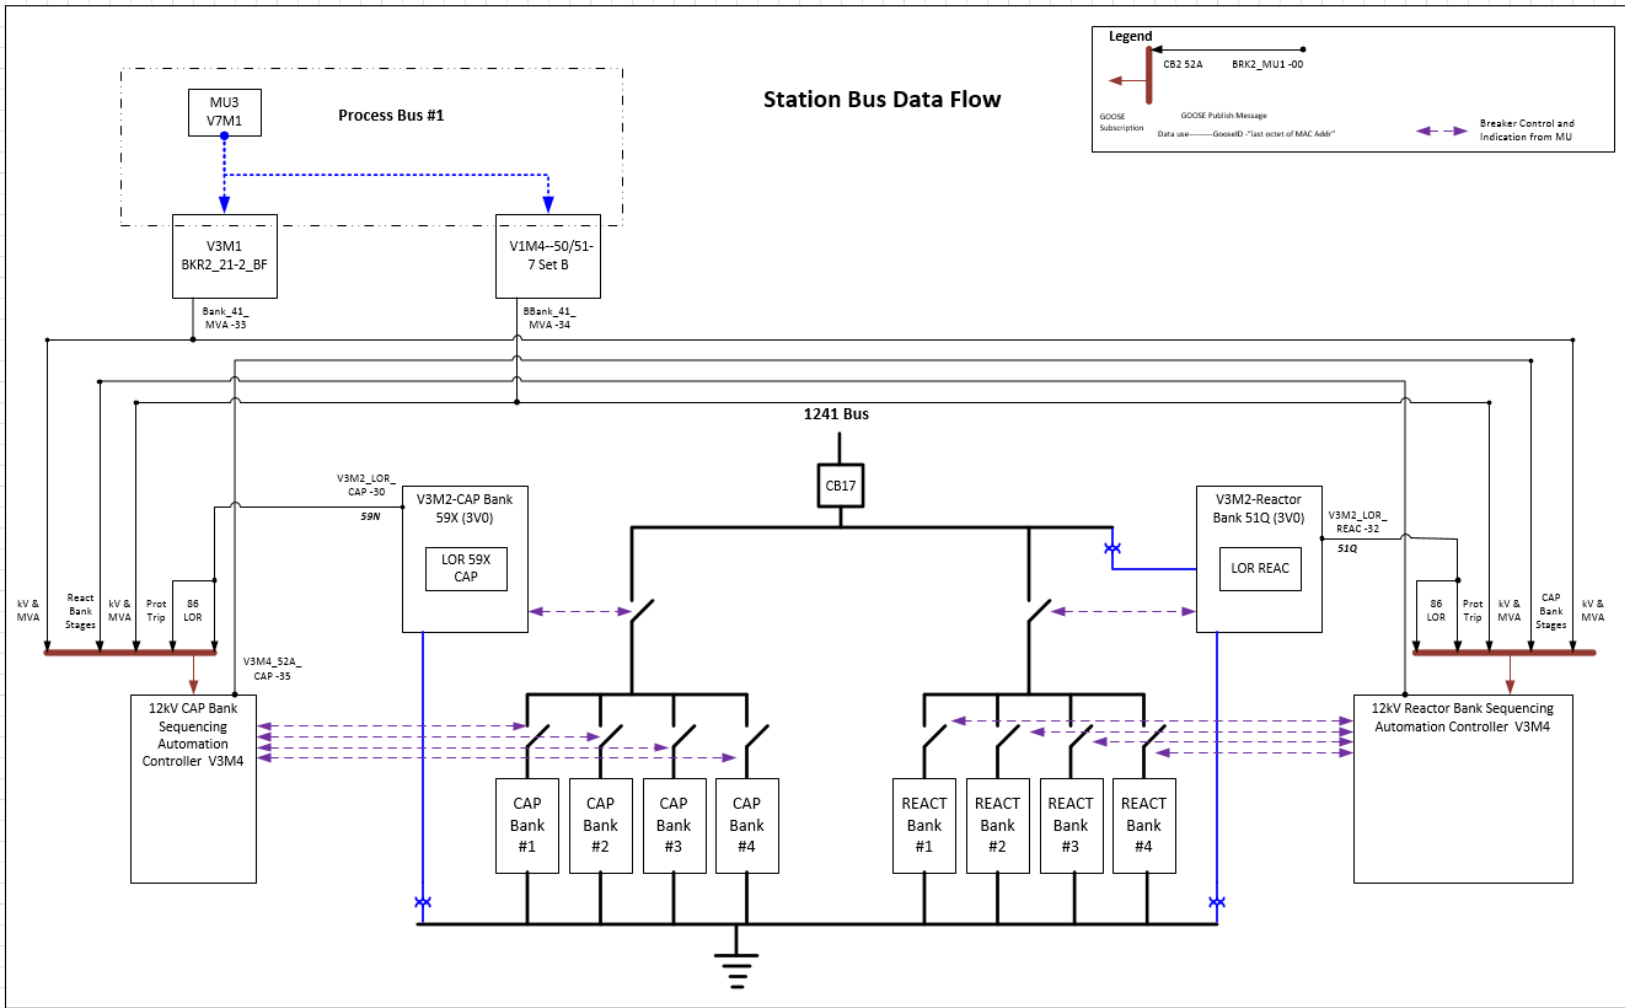 Legend
CB2 52A
BRK2_MU1 -00
GOOSE
Subscription
GOOSE Publish Message
Data use---------GooseID -"last octet of MAC Addr"
Breaker Control and
Indication from MU
Station Bus Data Flow
MU3
V7M1
Process Bus #1
V3M1
BKR2_21-2_BF
V1M4--50/51-
7 Set B
Bank_41_
MVA -33
BBank_41_
MVA -34
1241 Bus
CB17
V3M2_LOR_
CAP -30
59N
V3M2-CAP Bank
59X (3V0)
LOR 59X
CAP
V3M2-Reactor
Bank 51Q (3V0)
LOR REAC
V3M2_LOR_
REAC -32
51Q
kV &
MVA
React
Bank
Stages
kV &
MVA
Prot
Trip
86
LOR
86
LOR
Prot
Trip
kV &
MVA
CAP
Bank
Stages
kV &
MVA
V3M4_52A_
CAP -35
12kV CAP Bank
Sequencing
Automation
Controller V3M4
12kV Reactor Bank Sequencing
Automation Controller V3M4
CAP
Bank
#1
CAP
Bank
#2
CAP
Bank
#3
CAP
Bank
#4
REACT
Bank
#1
REACT
Bank
#2
REACT
Bank
#3
REACT
Bank
#4